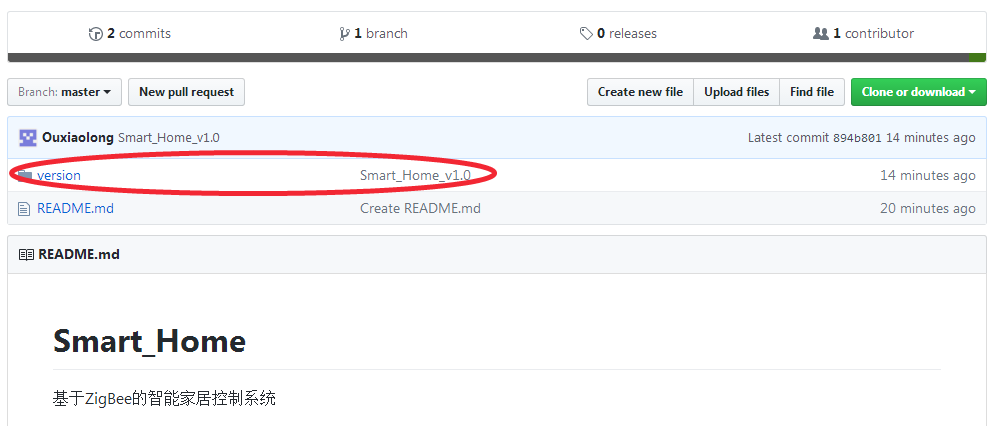 2 commits 1 branch 0 releases 1 contributor
Branch: master New pull request Create new file Upload files Find file Clone or download
Ouxiaolong Smart_Home_v1.0 Latest commit 894b801 14 minutes ago
version Smart_Home_v1.0 14 minutes ago
README.md Create README.md 20 minutes ago
README.md
Smart_Home
基于ZigBee的智能家居控制系统